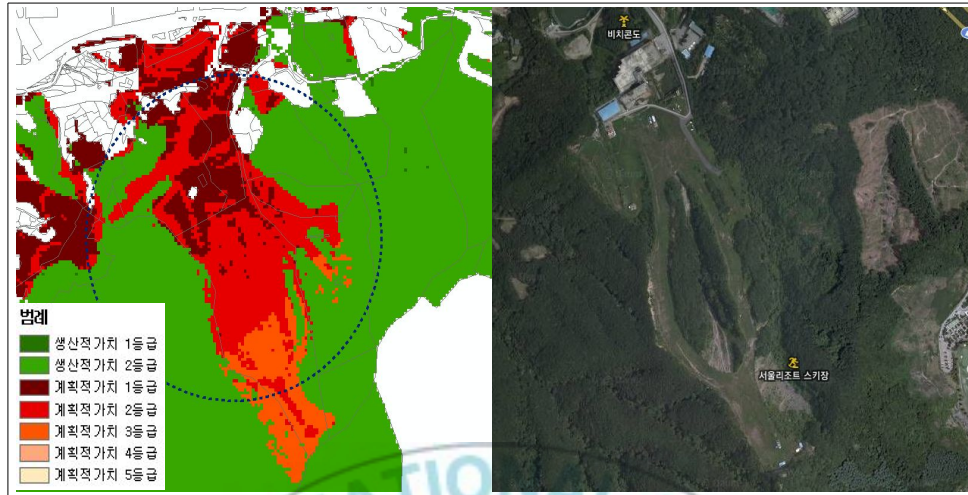 범례
생산적가치 1등급
생산적가치 2등급
계획적가치 1등급
계획적가치 2등급
계획적가치 3등급
계획적가치 4등급
계획적가치 5등급
비치콘도
서울리조트 스키장